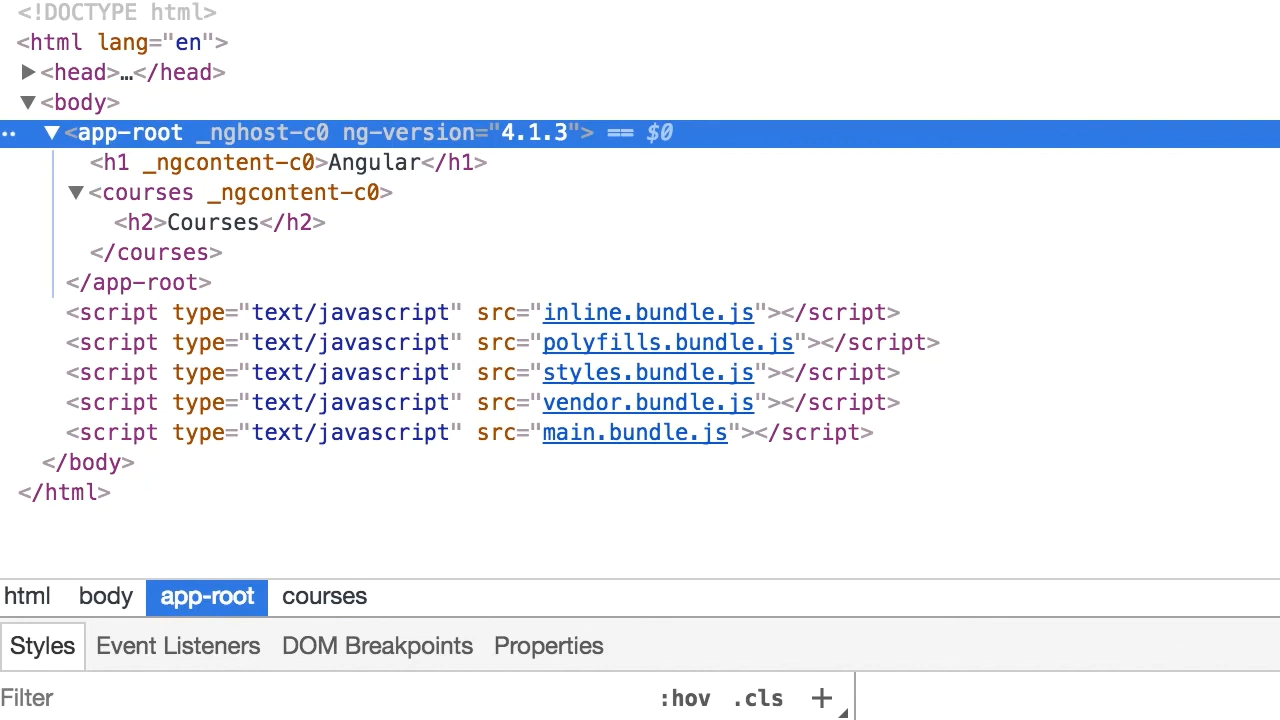 <!DOCTYPE html>
<html lang="en">
▶<head>…</head>
▼<body>
▼<app-root _nghost-c0 ng-version="4.1.3"> == $0
<h1 _ngcontent-c0>Angular</h1>
▼<courses _ngcontent-c0>
<h2>Courses</h2>
</courses>
</app-root>
<script type="text/javascript" src="inline.bundle.js"></script>
<script type="text/javascript" src="polyfills.bundle.js"></script>
<script type="text/javascript" src="styles.bundle.js"></script>
<script type="text/javascript" src="vendor.bundle.js"></script>
<script type="text/javascript" src="main.bundle.js"></script>
</body>
</html>
html body app-root courses
Styles Event Listeners DOM Breakpoints Properties
Filter :hov .cls +